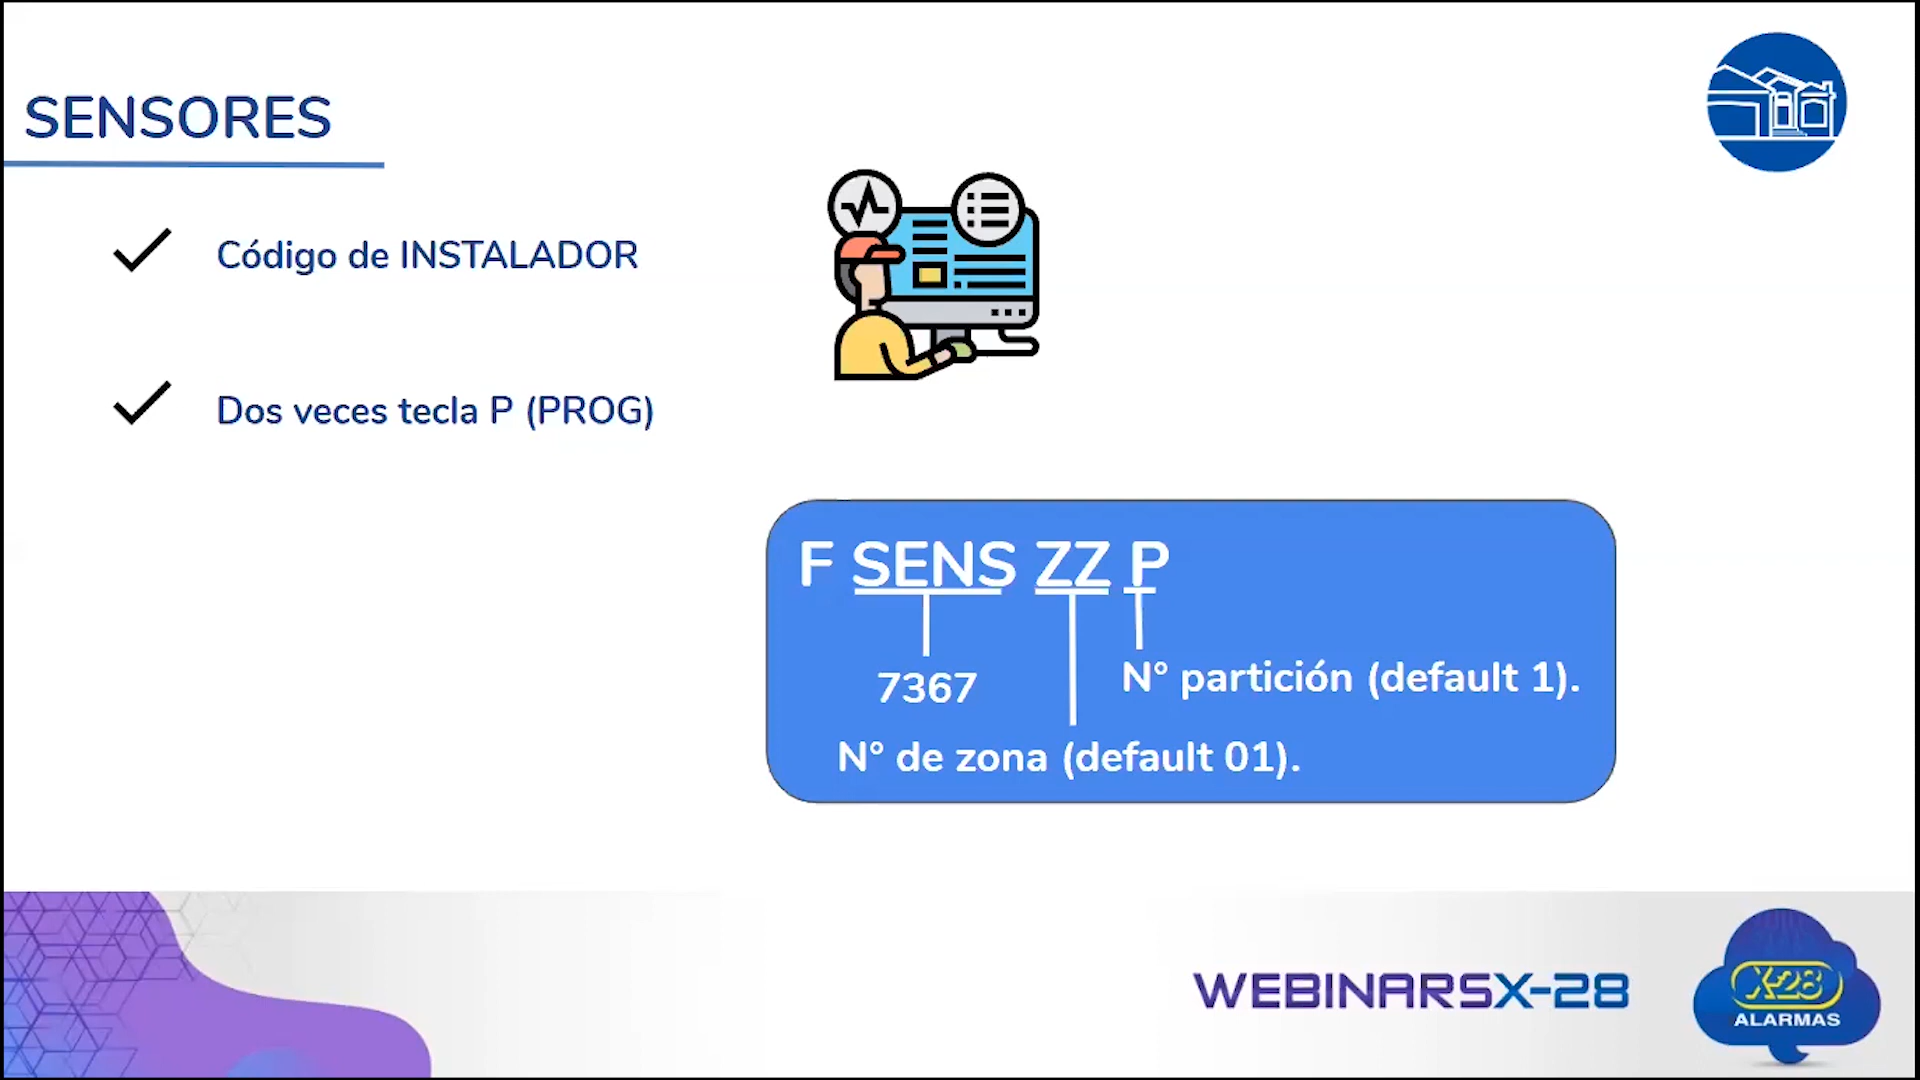 SENSORES
Código de INSTALADOR
Dos veces tecla P (PROG)
F SENS ZZ P
7367
N° partición (default 1).
N° de zona (default 01).
WEBINARSX-28
X-28
ALARMAS